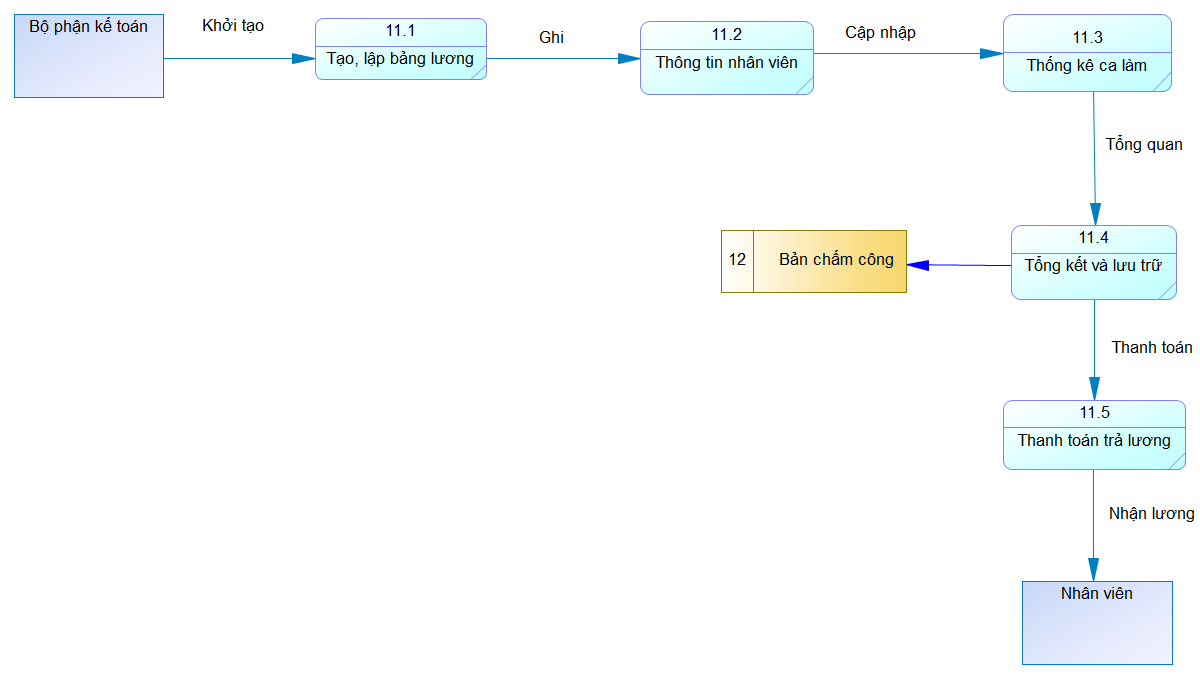 Bộ phận kế toán
Khởi tạo
11.1
Tạo, lập bảng lương
Ghi
11.2
Thông tin nhân viên
Cập nhập
11.3
Thống kê ca làm
Tổng quan
12
Bản chấm công
11.4
Tổng kết và lưu trữ
Thanh toán
11.5
Thanh toán trả lương
Nhận lương
Nhân viên